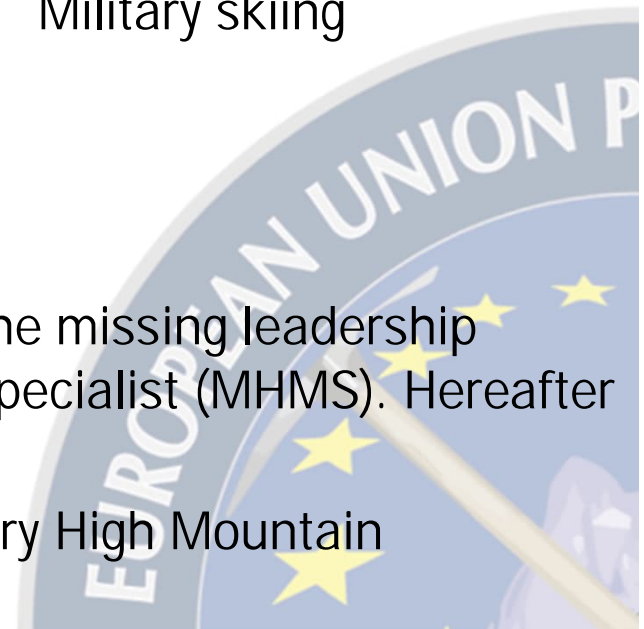 Military skiing
EUROPEAN UNION P
he missing leadership
pecialist (MHMS). Hereafter
ry High Mountain